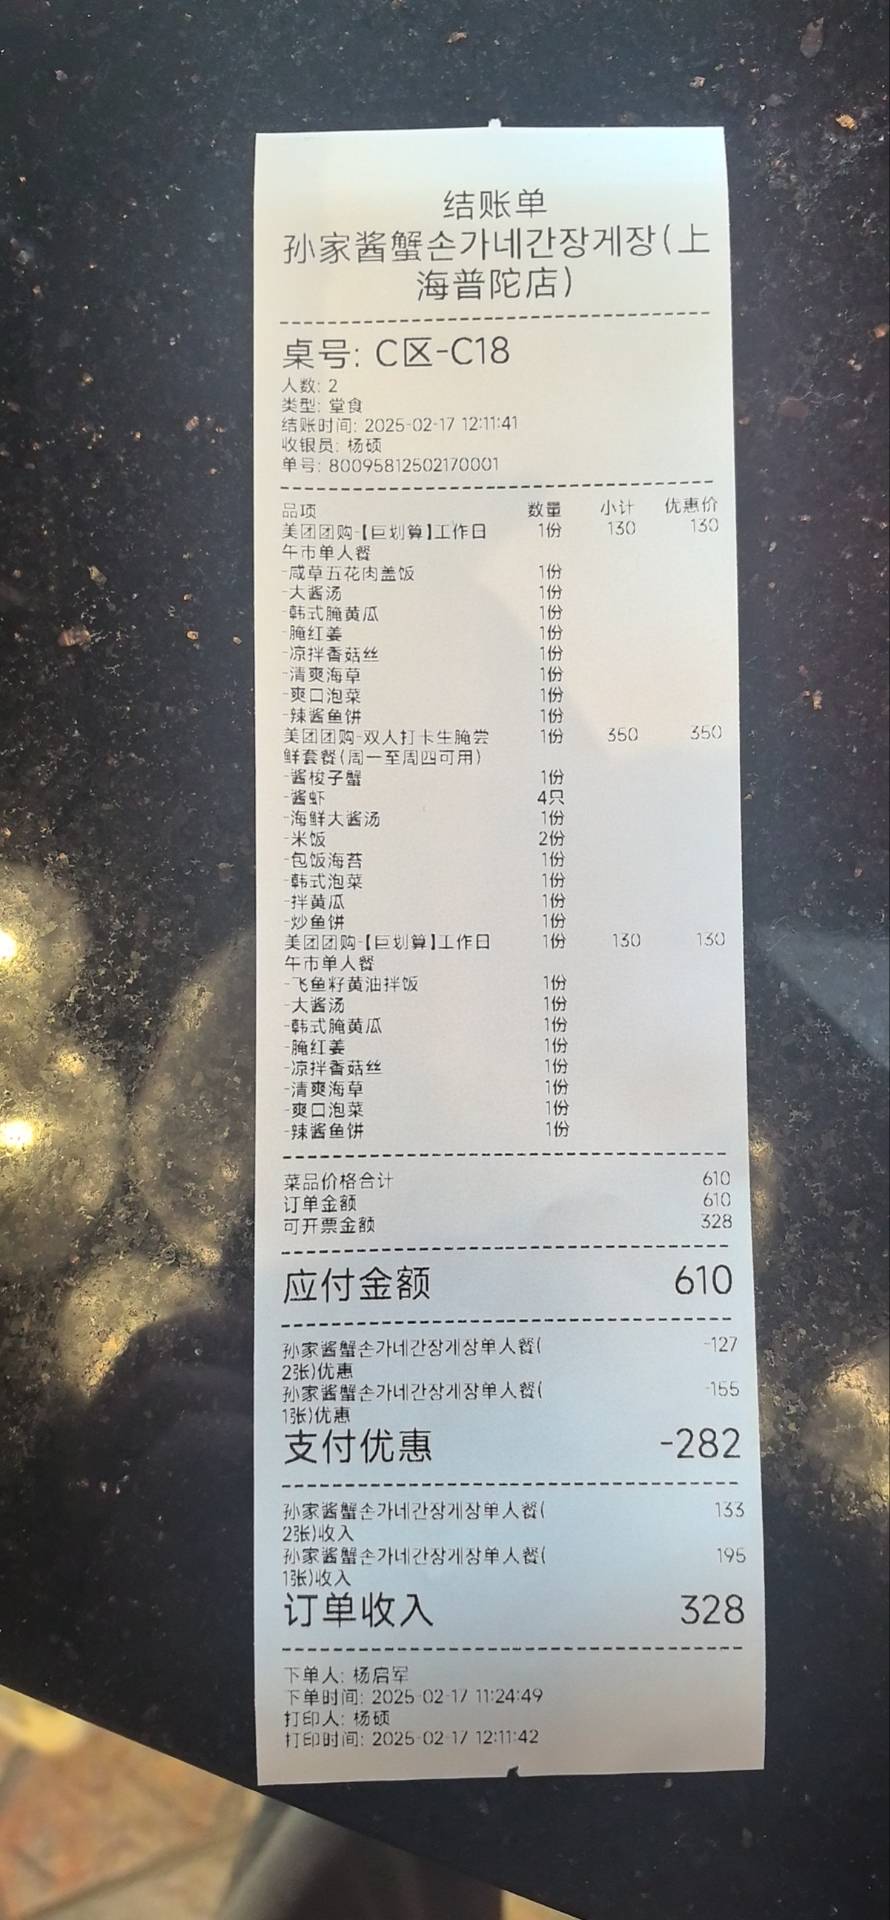 结账单
孙家酱蟹손가네간장게장(上
海普陀店)
桌号: C区-C18
人数: 2
类型: 堂食
结账时间: 2025-02-17 12:11:41
收银员: 杨硕
单号: 80095812502170001
品项 数量 小计 优惠价
美团团购-【巨划算】工作日 1份 130 130
午市单人餐
-咸草五花肉盖饭 1份
-大酱汤 1份
-韩式腌黄瓜 1份
-腌红姜 1份
-凉拌香菇丝 1份
-清爽海草 1份
-爽口泡菜 1份
-辣酱鱼饼 1份
美团团购-双人打卡生腌尝 1份 350 350
鲜套餐(周一至周四可用)
-酱梭子蟹 1份
-酱虾 4只
-海鲜大酱汤 1份
-米饭 2份
-包饭海苔 1份
-韩式泡菜 1份
-拌黄瓜 1份
-炒鱼饼 1份
美团团购-【巨划算】工作日 1份 130 130
午市单人餐
-飞鱼籽黄油拌饭 1份
-大酱汤 1份
-韩式腌黄瓜 1份
-腌红姜 1份
-凉拌香菇丝 1份
-清爽海草 1份
-爽口泡菜 1份
-辣酱鱼饼 1份
菜品价格合计 610
订单金额 610
可开票金额 328
应付金额 610
孙家酱蟹손가네간장게장单人餐( -127
2张)优惠
孙家酱蟹손가네간장게장单人餐( -155
1张)优惠
支付优惠 -282
孙家酱蟹손가네간장게장单人餐( 133
2张)收入
孙家酱蟹손가네간장게장单人餐( 195
1张)收入
订单收入 328
下单人: 杨启军
下单时间: 2025-02-17 11:24:49
打印人: 杨硕
打印时间: 2025-02-17 12:11:42